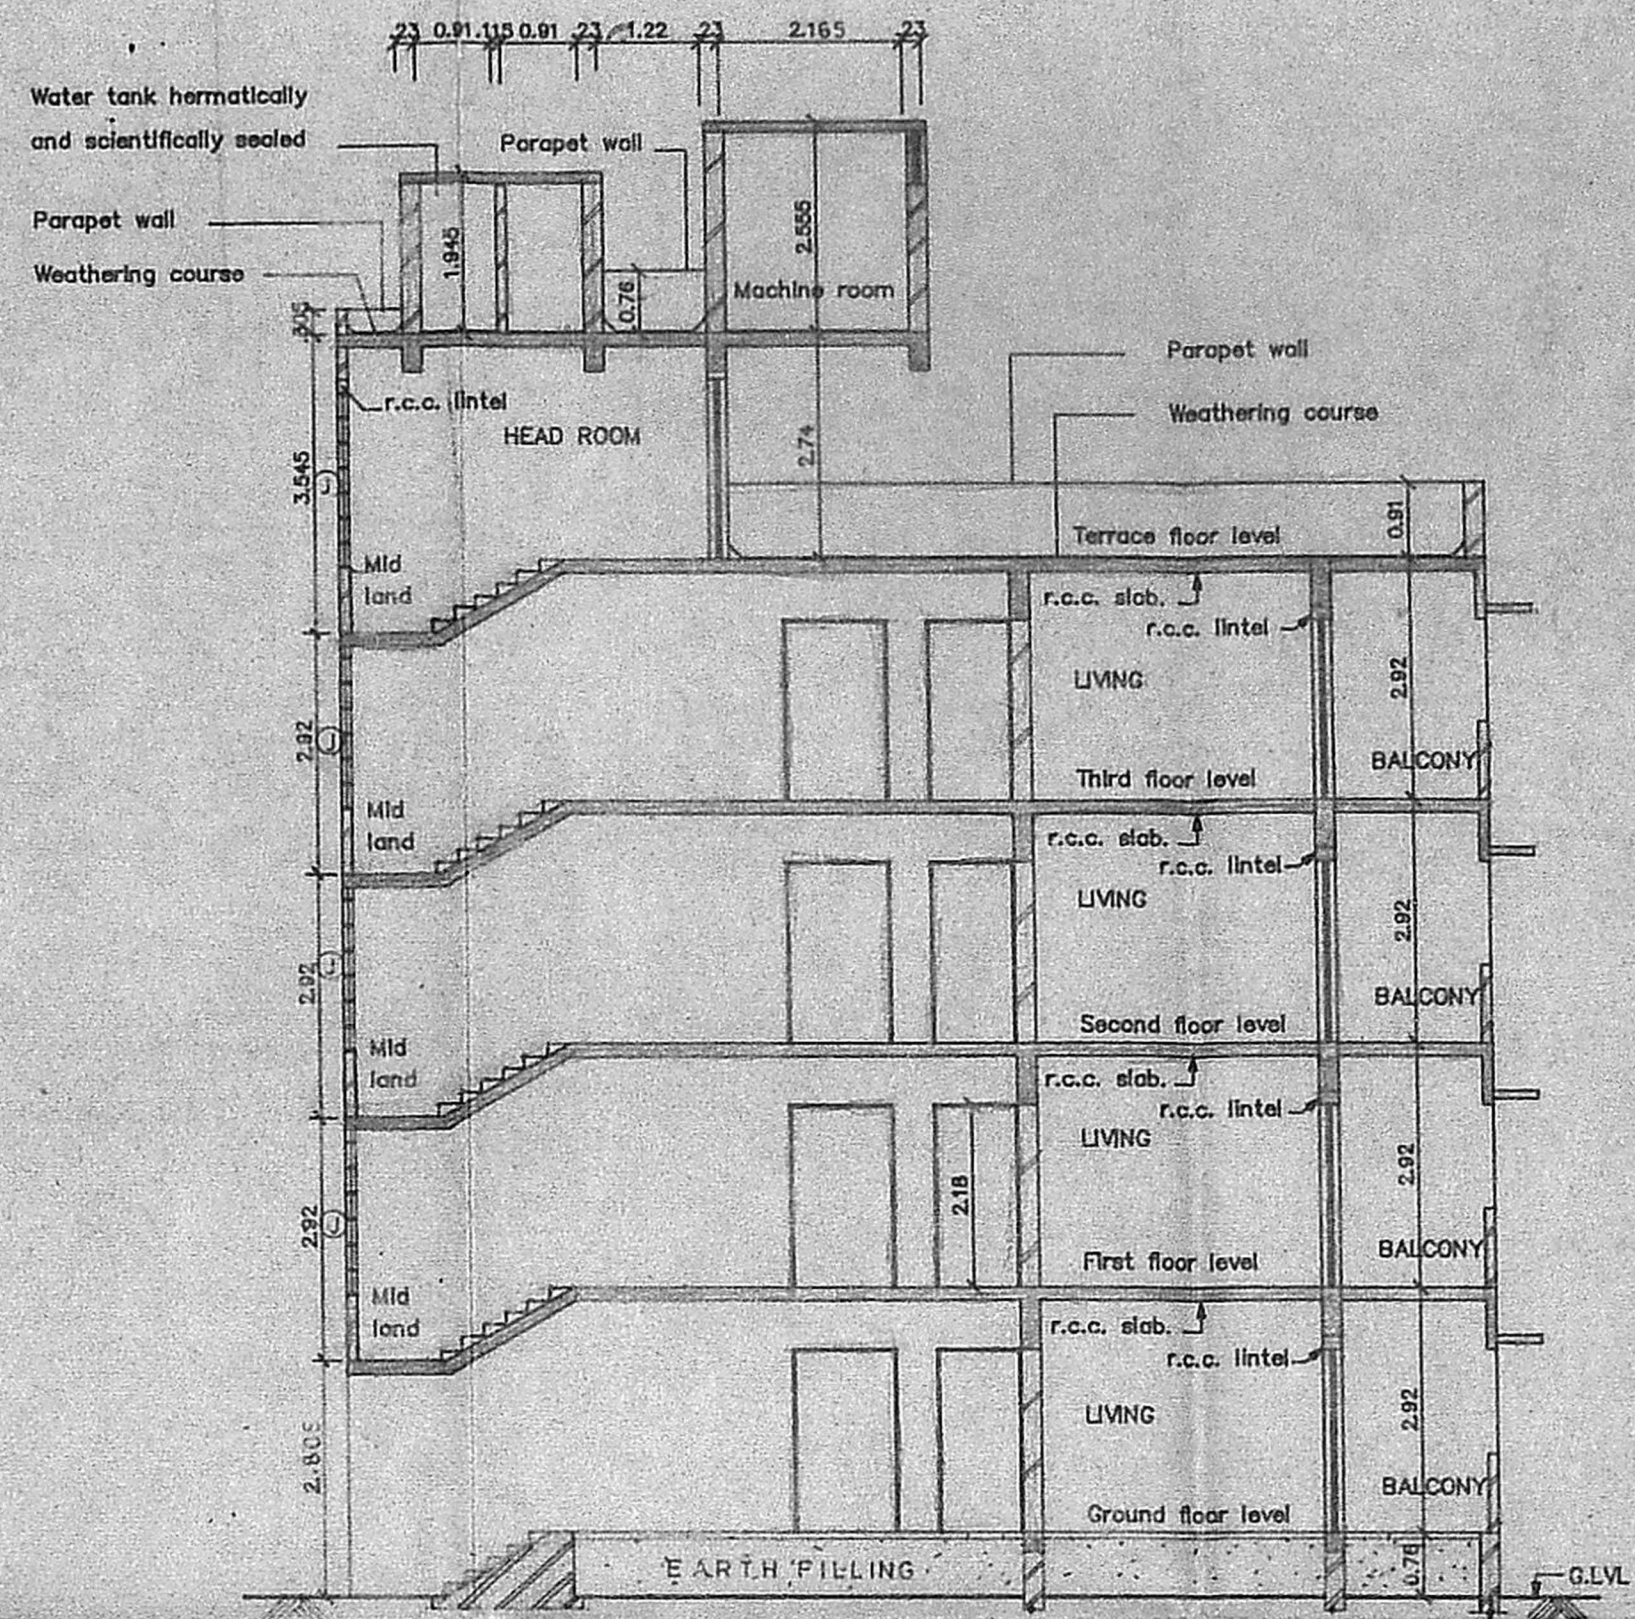 23 0.91 .115 0.91 23 1.22 23 2.165 23
Water tank hermatically
and scientifically sealed
Parapet wall
Parapet wall
Weathering course
1.945
0.76
2.555
Machine room
.305
Parapet wall
r.c.c. lintel
Weathering course
HEAD ROOM
2.74
3.545
J
0.91
Terrace floor level
Mid
land
r.c.c. slab.
r.c.c. lintel
LIVING
2.92
2.92
J
BALCONY
Third floor level
Mid
land
r.c.c. slab.
r.c.c. lintel
LIVING
2.92
2.92
J
BALCONY
Second floor level
Mid
land
r.c.c. slab.
r.c.c. lintel
LIVING
2.92
2.18
2.92
J
BALCONY
First floor level
Mid
land
r.c.c. slab.
r.c.c. lintel
LIVING
2.92
2.805
BALCONY
Ground floor level
EARTH FILLING
0.76
G.LVL